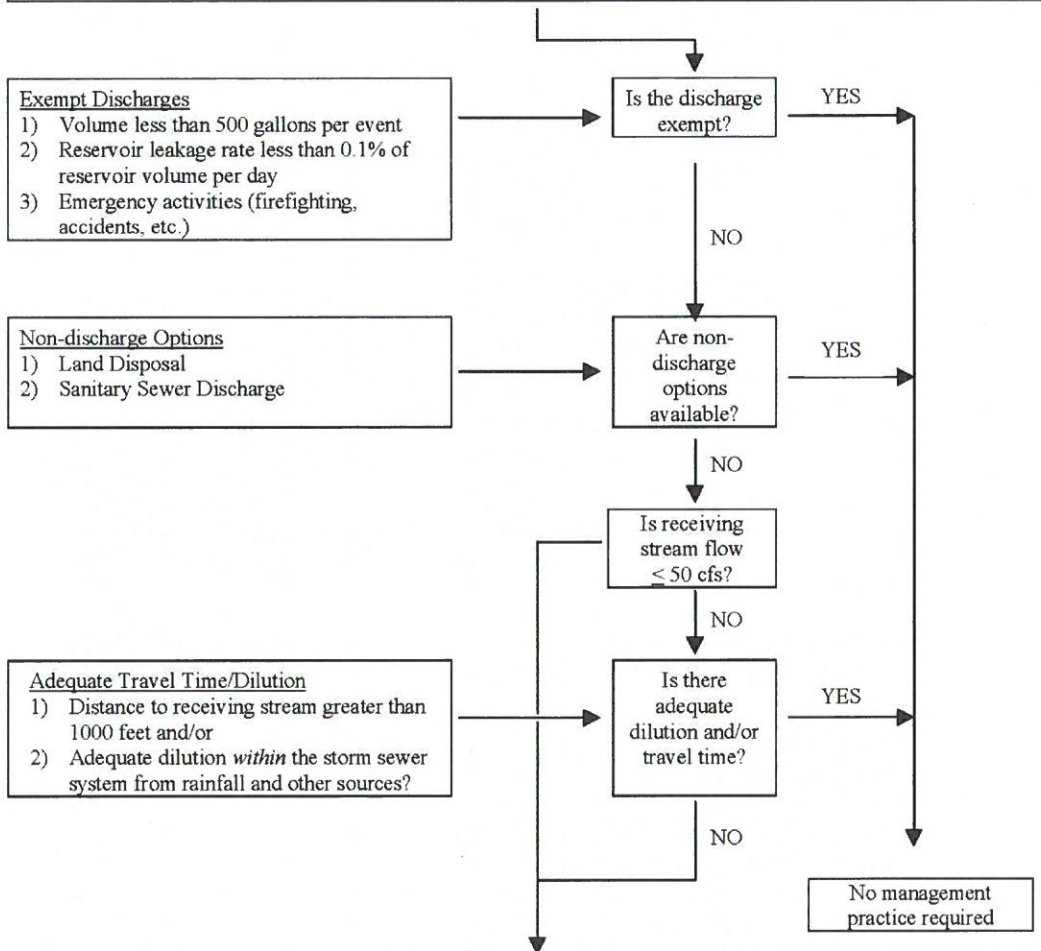 Exempt Discharges
1) Volume less than 500 gallons per event
2) Reservoir leakage rate less than 0.1% of
reservoir volume per day
3) Emergency activities (firefighting,
accidents, etc.)
Is the discharge
exempt?
YES
NO
Non-discharge Options
1) Land Disposal
2) Sanitary Sewer Discharge
Are non-
discharge
options
available?
YES
NO
Is receiving
stream flow
≤ 50 cfs?
NO
Adequate Travel Time/Dilution
1) Distance to receiving stream greater than
1000 feet and/or
2) Adequate dilution within the storm sewer
system from rainfall and other sources?
Is there
adequate
dilution and/or
travel time?
YES
NO
No management
practice required